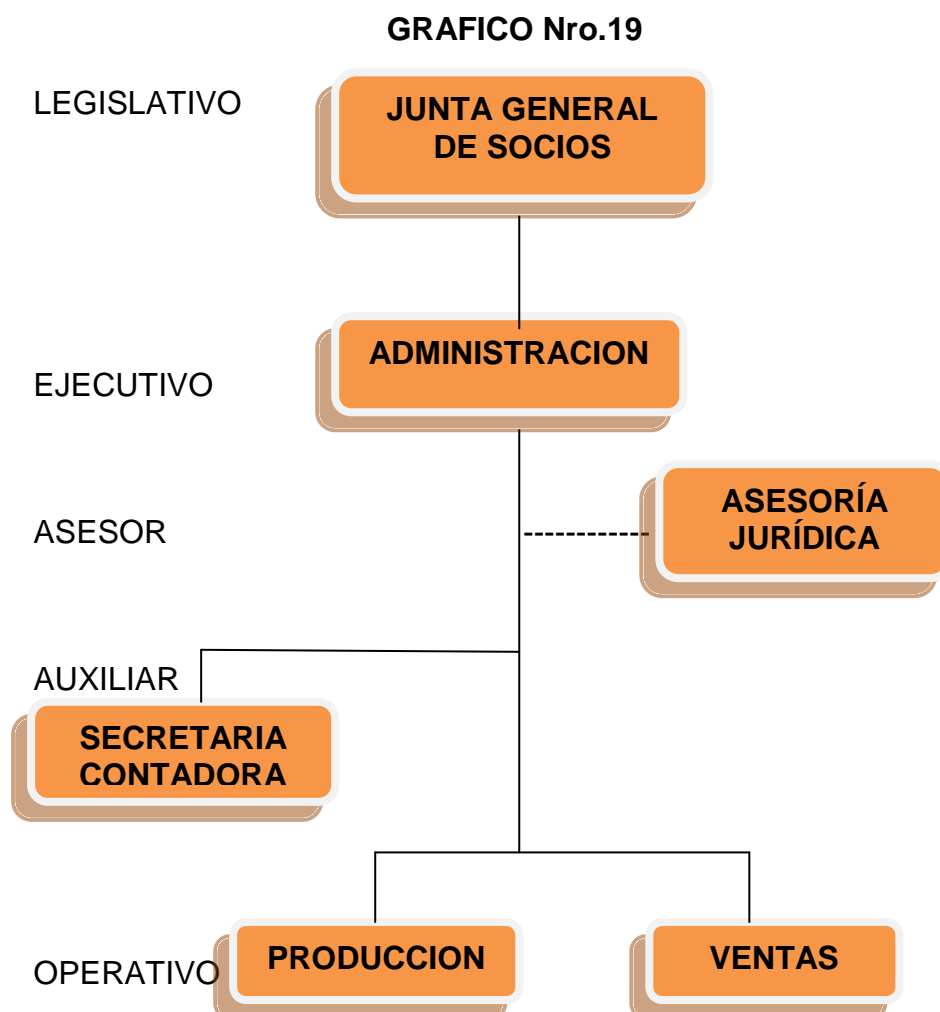 GRAFICO Nro.19
LEGISLATIVO
JUNTA GENERAL
DE SOCIOS
ADMINISTRACION
EJECUTIVO
ASESOR
ASESORÍA
JURÍDICA
AUXILIAR
SECRETARIA
CONTADORA
OPERATIVO
PRODUCCION
VENTAS